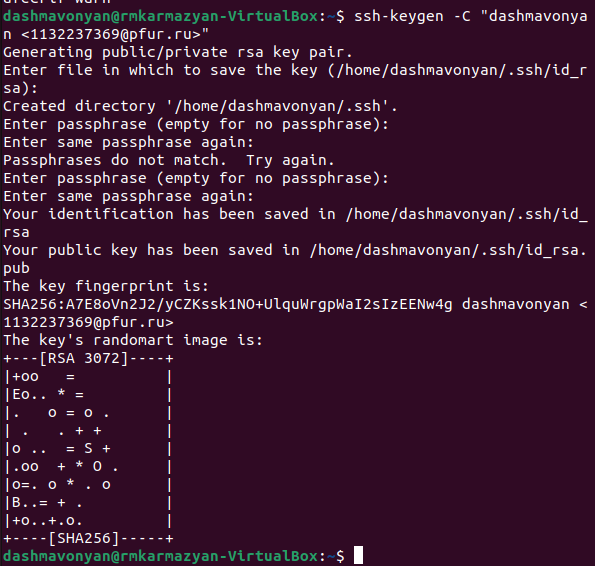 dashmavonyan@rmkarmazyan-VirtualBox:~$ ssh-keygen -C "dashmavonya
n <1132237369@pfur.ru>"
Generating public/private rsa key pair.
Enter file in which to save the key (/home/dashmavonyan/.ssh/id_r
sa):
Created directory '/home/dashmavonyan/.ssh'.
Enter passphrase (empty for no passphrase):
Enter same passphrase again:
Passphrases do not match.  Try again.
Enter passphrase (empty for no passphrase):
Enter same passphrase again:
Your identification has been saved in /home/dashmavonyan/.ssh/id_
rsa
Your public key has been saved in /home/dashmavonyan/.ssh/id_rsa.
pub
The key fingerprint is:
SHA256:A7E8oVn2J2/yCZKssk1NO+UlquWrgpWaI2sIzEENw4g dashmavonyan <
1132237369@pfur.ru>
The key's randomart image is:
+---[RSA 3072]----+
|+oo   =          |
|Eo.. * =         |
|.   o = o .      |
| .   . + +       |
|o ..  = S +      |
|.oo  + * O .     |
|o=. o * . o      |
|B..= + .         |
|+o..+.o.         |
+----[SHA256]-----+
dashmavonyan@rmkarmazyan-VirtualBox:~$